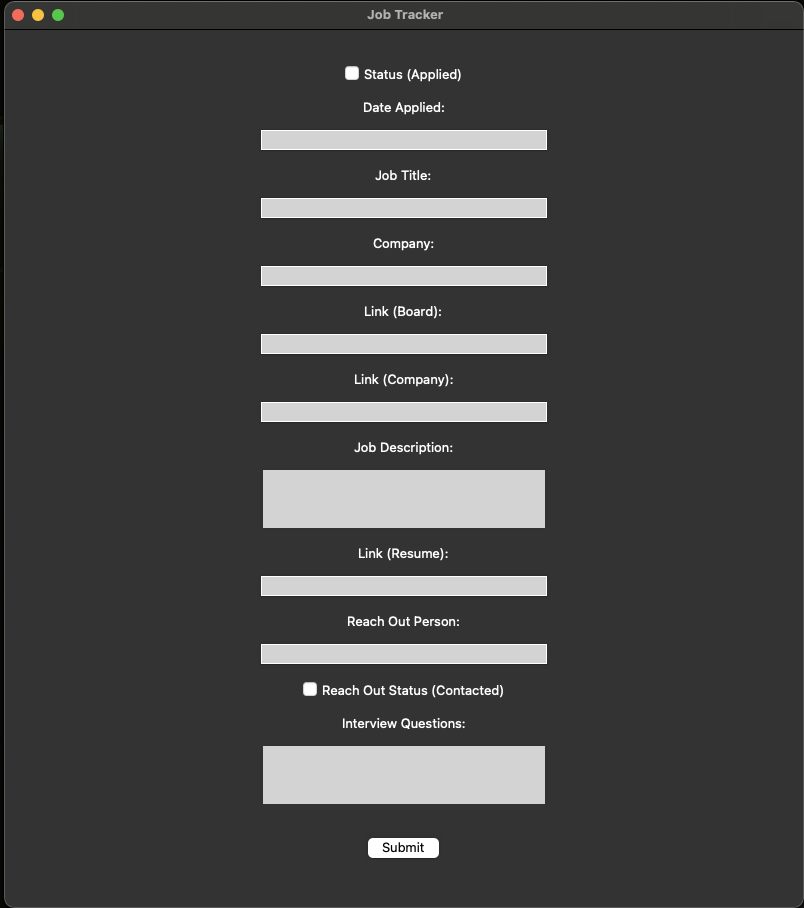 Job Tracker
Status (Applied)
Date Applied:
Job Title:
Company:
Link (Board):
Link (Company):
Job Description:
Link (Resume):
Reach Out Person:
Reach Out Status (Contacted)
Interview Questions:
Submit